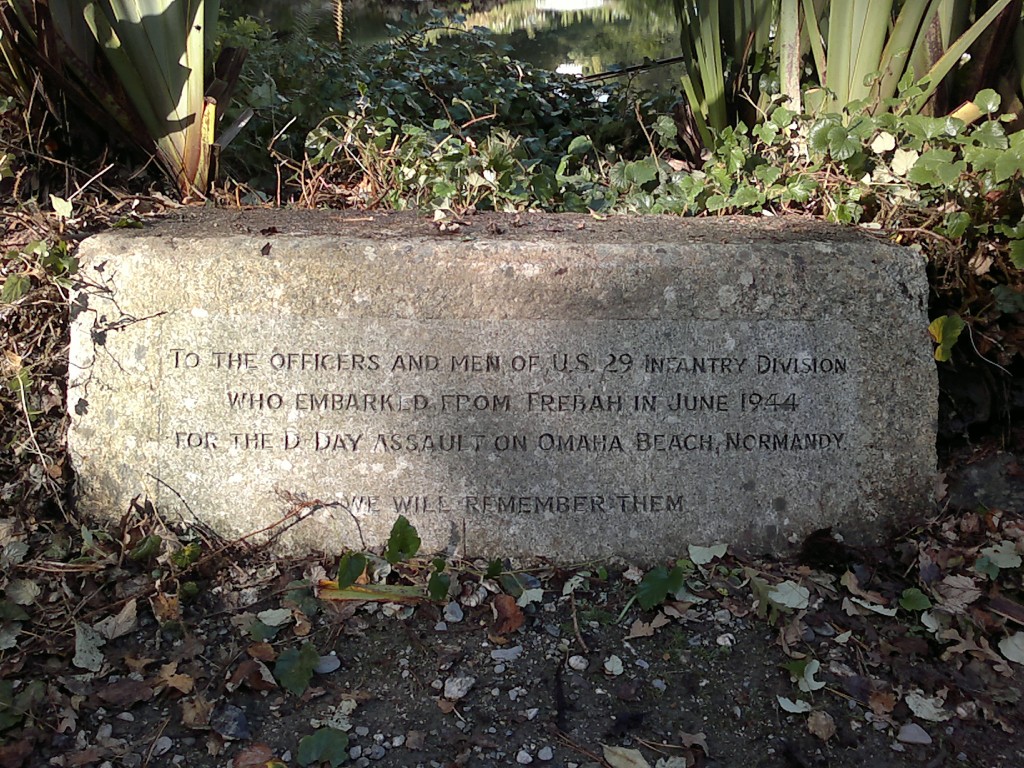 TO THE OFFICERS AND MEN OF U.S. 29 INFANTRY DIVISION
WHO EMBARKED FROM TREBAH IN JUNE 1944
FOR THE D DAY ASSAULT ON OMAHA BEACH, NORMANDY.
WE WILL REMEMBER THEM